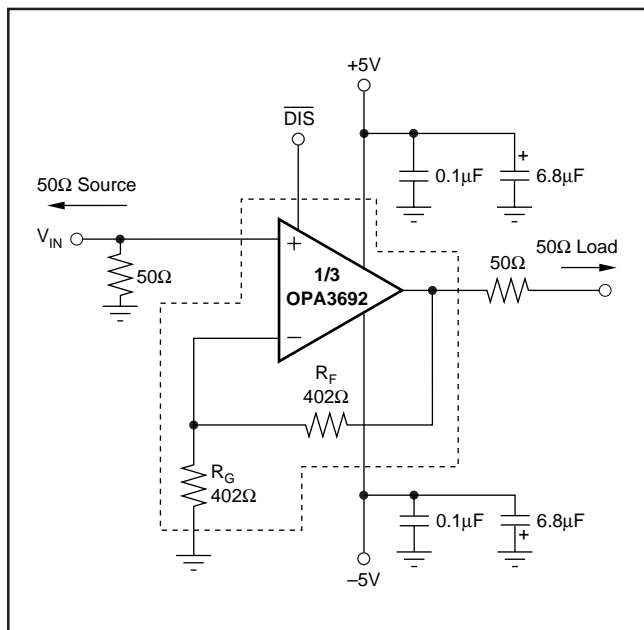 +5V
DIS
0.1µF
+
6.8µF
50Ω Source
50Ω Load
V_IN
50Ω
+
1/3
OPA3692
50Ω
−
R_F
402Ω
R_G
402Ω
0.1µF
6.8µF
+
–5V